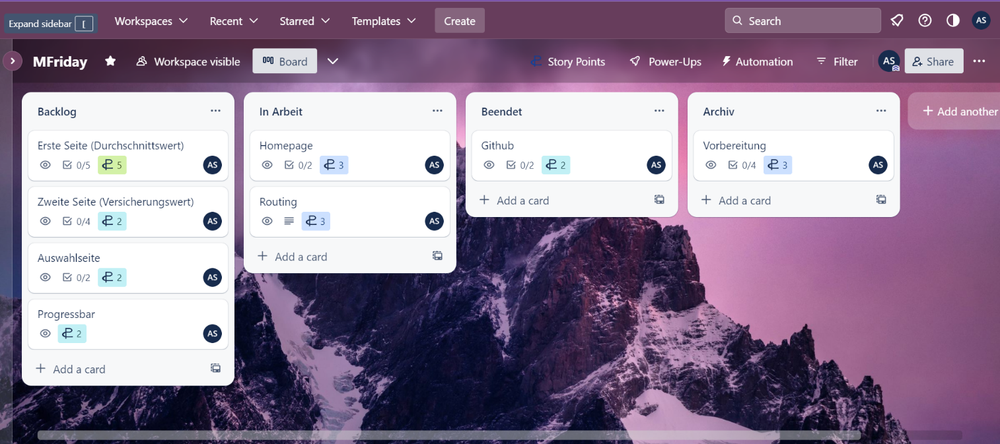 Expand sidebar [
Workspaces Recent Starred Templates Create Search AS
MFriday Workspace visible Board Story Points Power-Ups Automation Filter AS Share
Backlog
Erste Seite (Durchschnittswert)
0/5 5 AS
Zweite Seite (Versicherungswert)
0/4 2 AS
Auswahlseite
0/2 2 AS
Progressbar
2 AS
Add a card
In Arbeit
Homepage
0/2 3 AS
Routing
3 AS
Add a card
Beendet
Github
0/2 2 AS
Add a card
Archiv
Vorbereitung
0/4 3 AS
Add a card
Add another